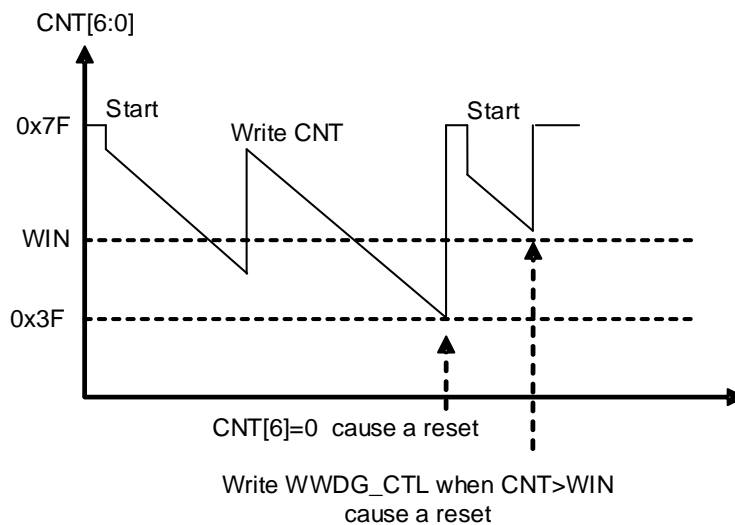 CNT[6:0]
0x7F
Start
Write CNT
Start
WIN
0x3F
CNT[6]=0 cause a reset
Write WWDG_CTL when CNT>WIN
cause a reset